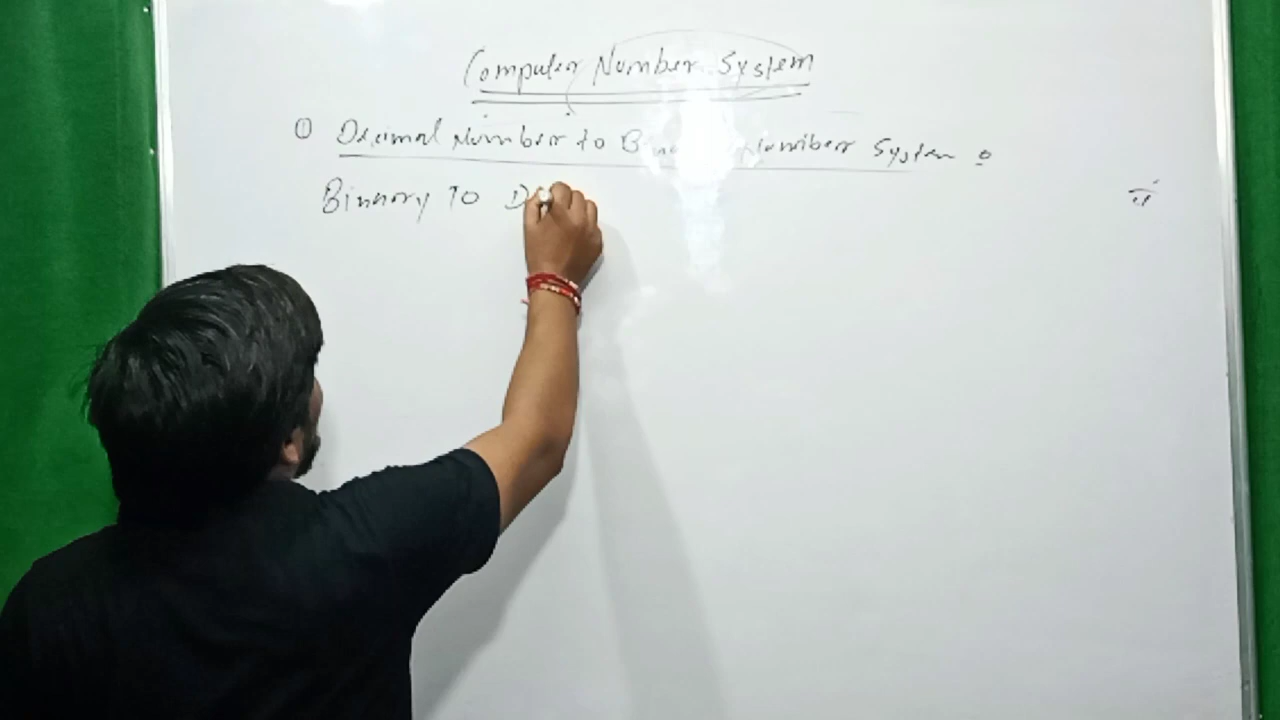 Computer Number System
① Decimal Number to Binary Number System :
Binary To D